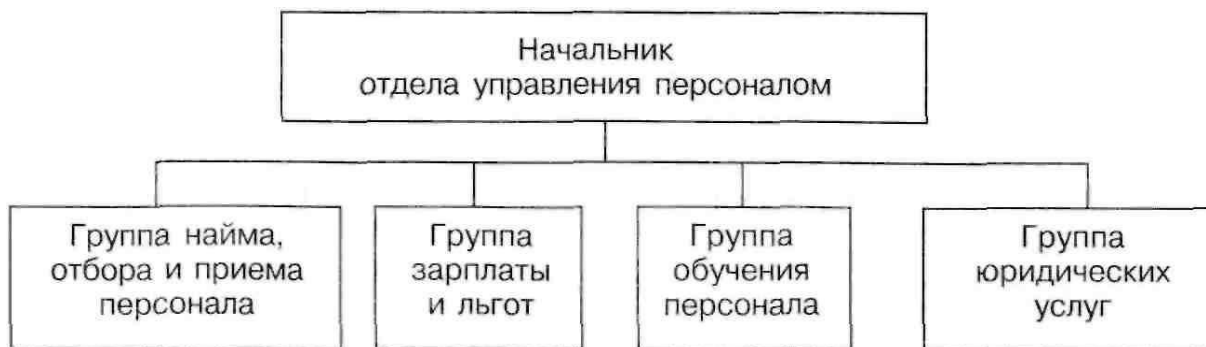 Начальник
отдела управления персоналом
Группа найма,
отбора и приема
персонала
Группа
зарплаты
и льгот
Группа
обучения
персонала
Группа
юридических
услуг